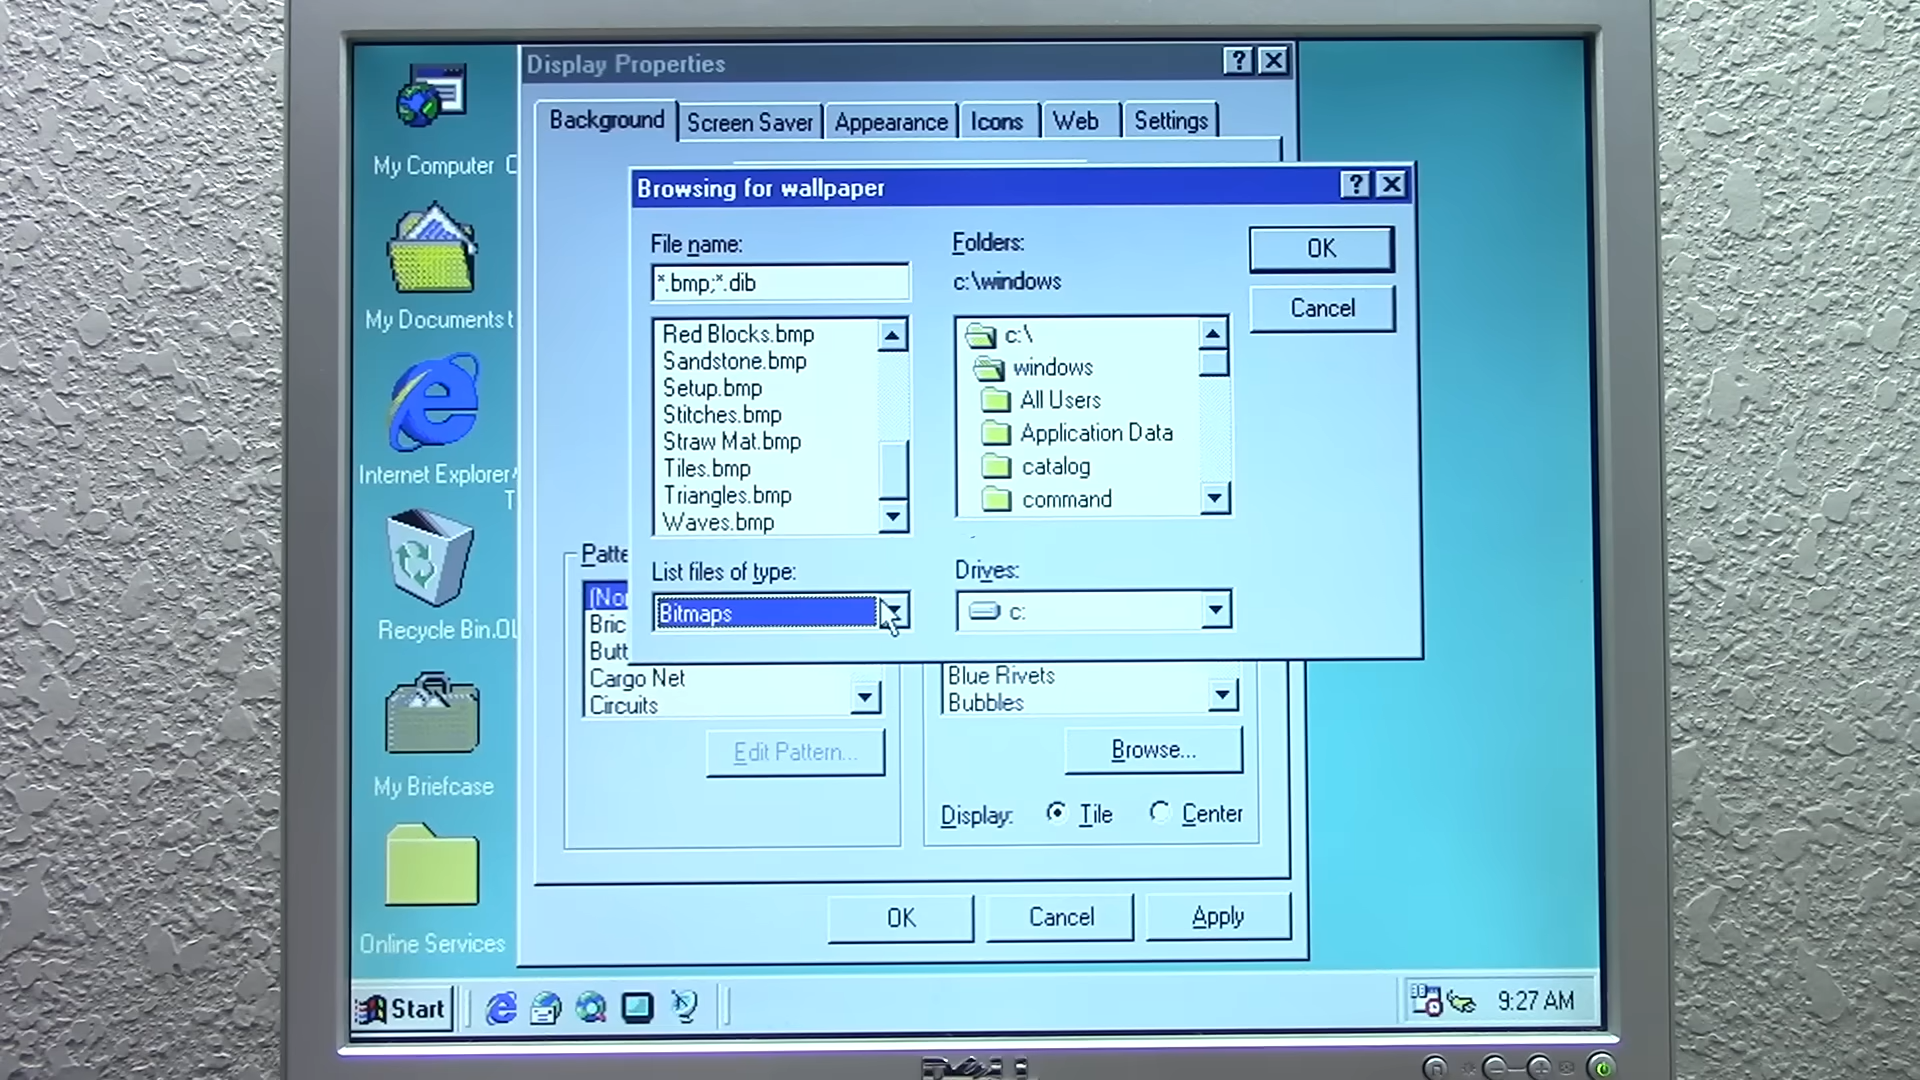 Display Properties
Background
Screen Saver
Appearance
Icons
Web
Settings
My Computer
My Documents
Internet Explorer
Recycle Bin
My Briefcase
Online Services
Browsing for wallpaper
File name:
*.bmp;*.dib
Red Blocks.bmp
Sandstone.bmp
Setup.bmp
Stitches.bmp
Straw Mat.bmp
Tiles.bmp
Triangles.bmp
Waves.bmp
List files of type:
Bitmaps
Folders:
c:\windows
c:\
windows
All Users
Application Data
catalog
command
Drives:
c:
OK
Cancel
Patte
(Nor
Bric
Butt
Cargo Net
Circuits
Edit Pattern...
Blue Rivets
Bubbles
Browse...
Display: Tile Center
OK Cancel Apply
Start
9:27 AM